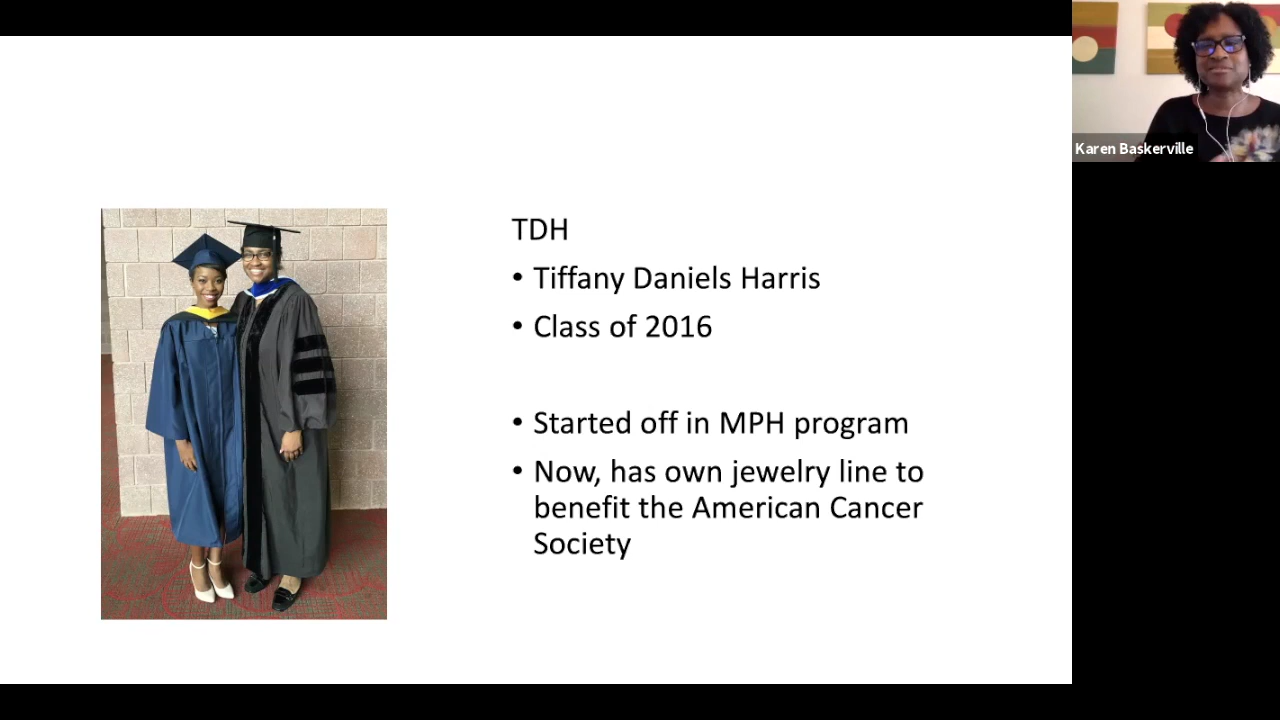 TDH
• Tiffany Daniels Harris
• Class of 2016
• Started off in MPH program
• Now, has own jewelry line to
benefit the American Cancer
Society
Karen Baskerville